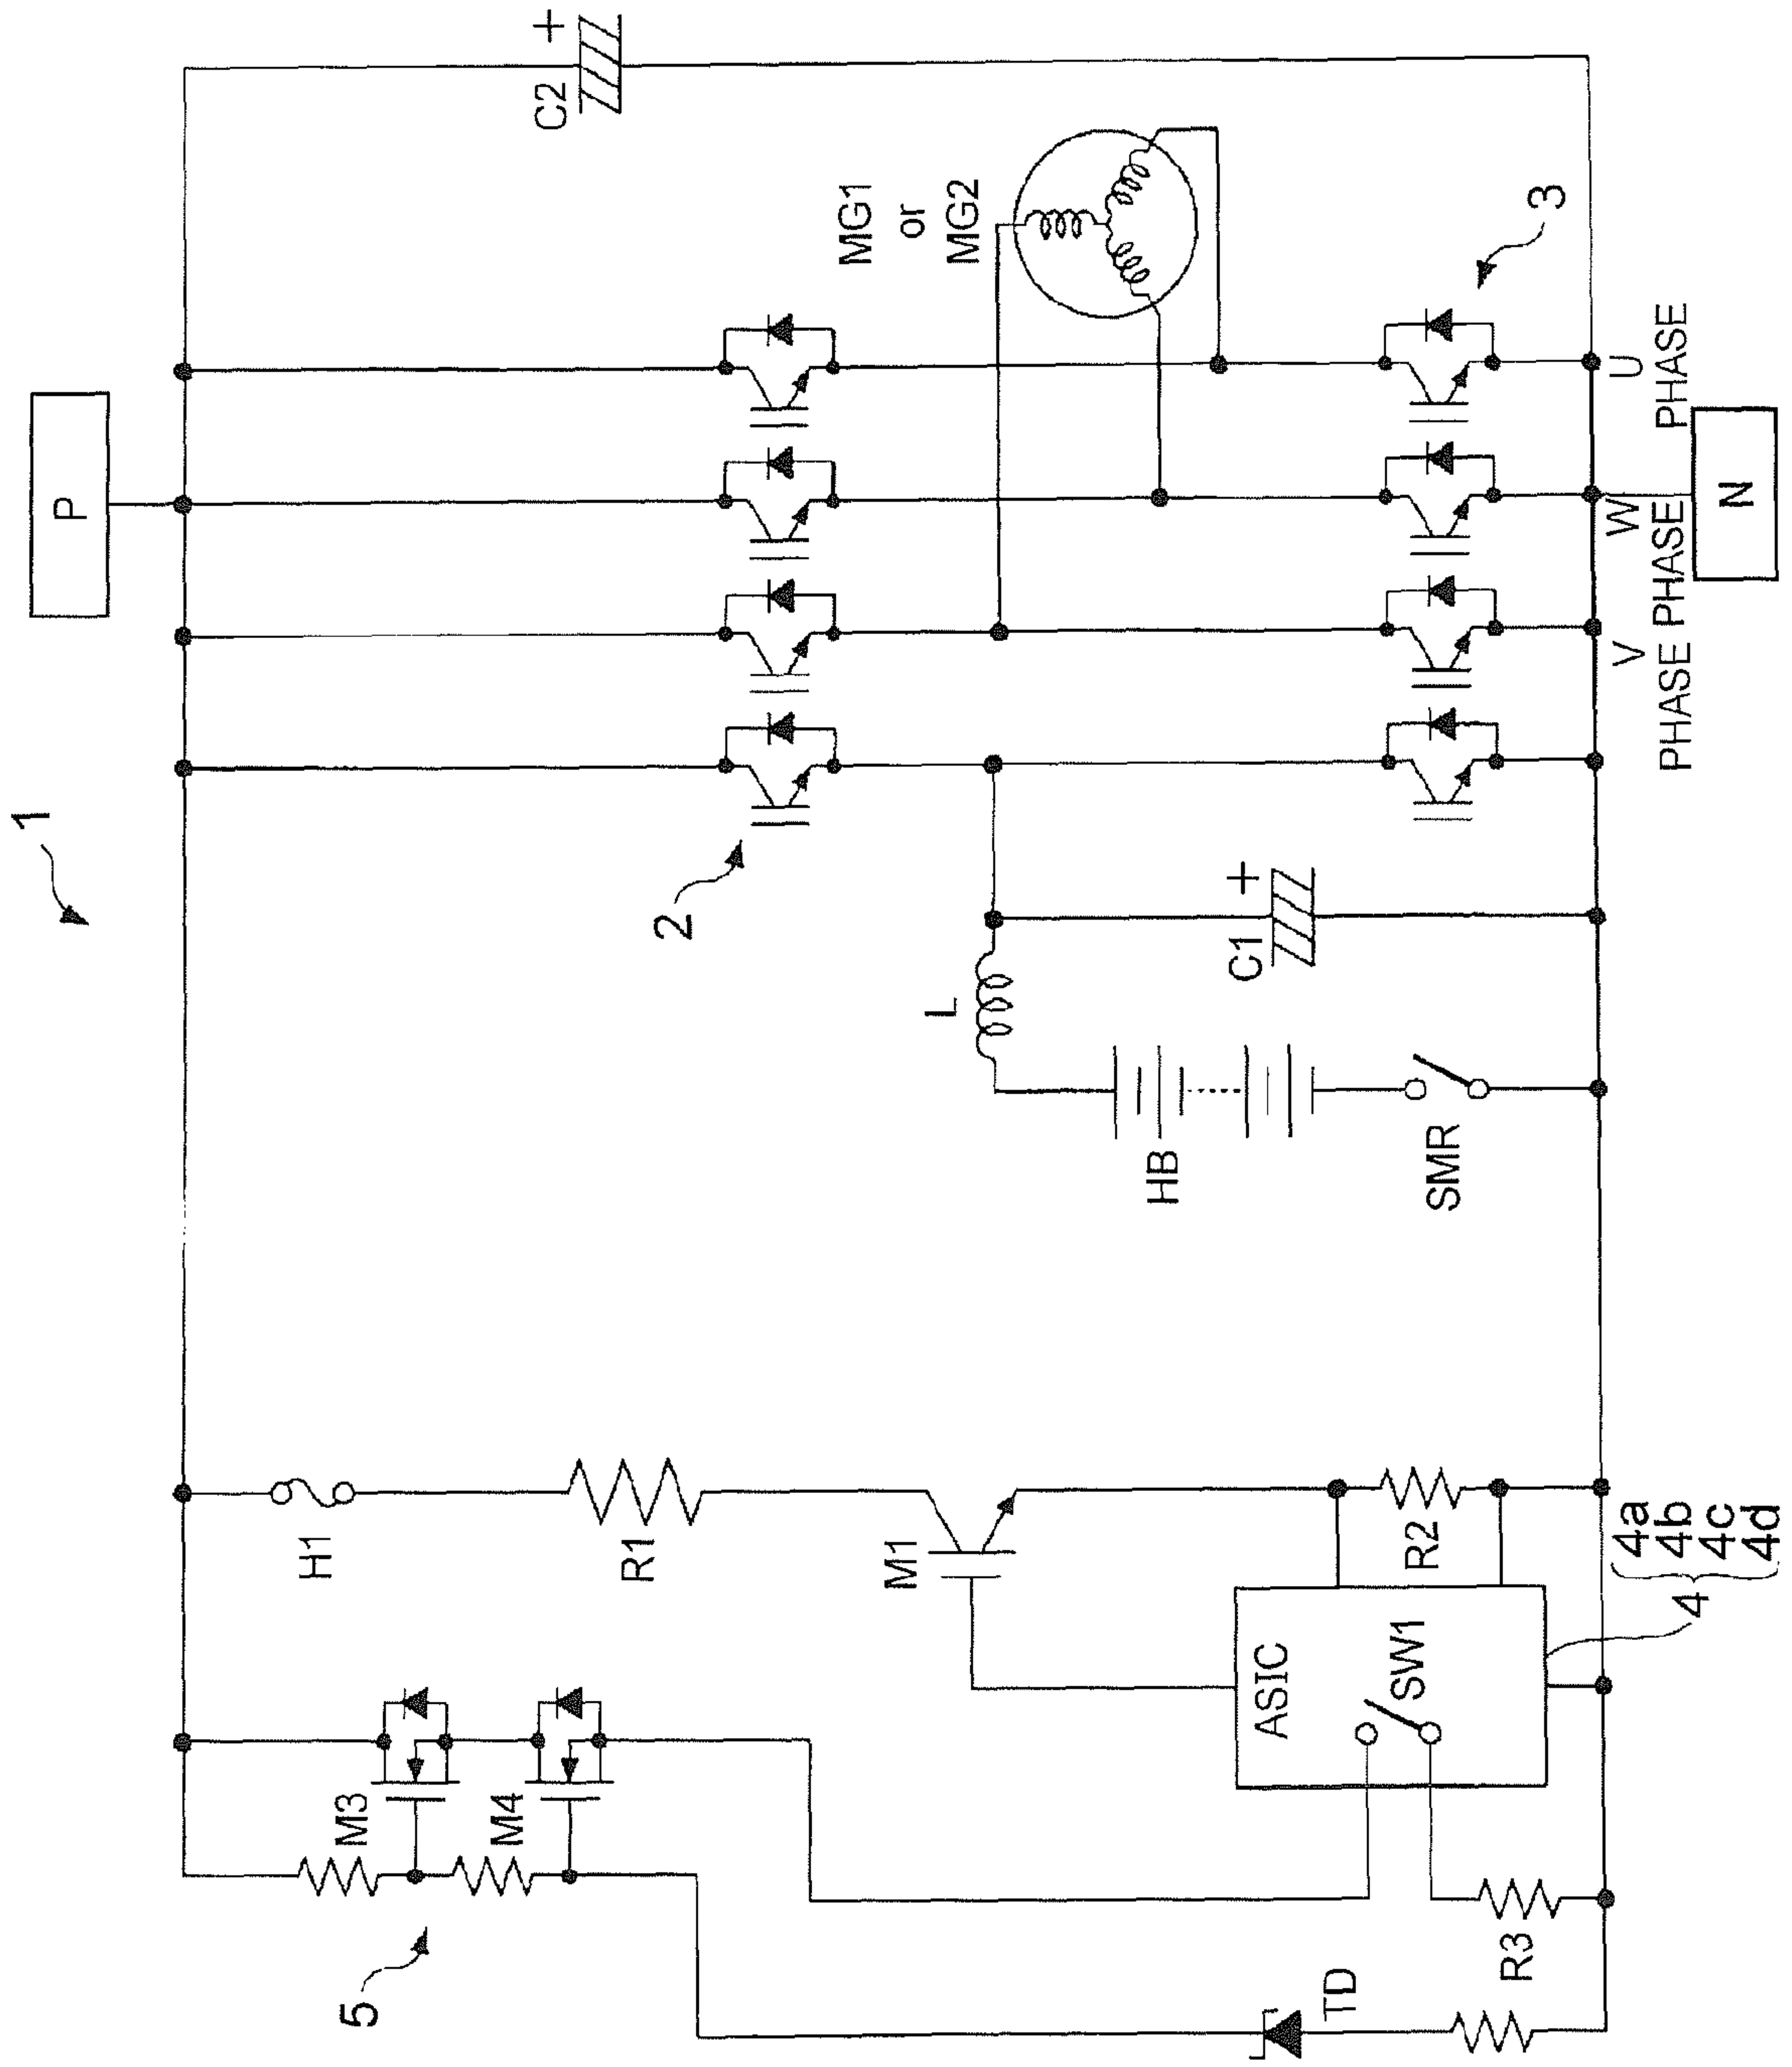 1
P
C2 +
MG1
or
MG2
2
3
L
C1 +
HB
SMR
U
PHASE
W
PHASE
V
PHASE
N
H1
R1
M1
R2
ASIC
SW1
4
4a
4b
4c
4d
M3
M4
5
R3
TD